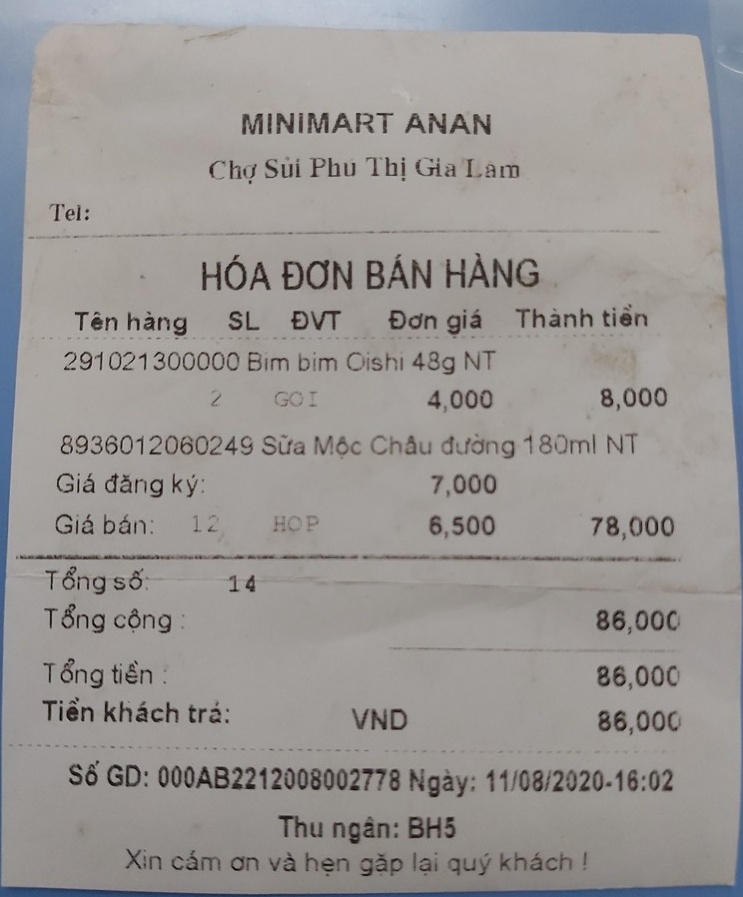 MINIMART ANAN
Chợ Sủi Phú Thị Gia Lâm
Tel:
HÓA ĐƠN BÁN HÀNG
Tên hàng SL ĐVT Đơn giá Thành tiền
291021300000 Bim bim Oishi 48g NT
2 GOI 4,000 8,000
8936012060249 Sữa Mộc Châu đường 180ml NT
Giá đăng ký: 7,000
Giá bán: 12 HOP 6,500 78,000
Tổng số: 14
Tổng cộng : 86,000
Tổng tiền : 86,000
Tiền khách trả: VND 86,000
Số GD: 000AB2212008002778 Ngày: 11/08/2020-16:02
Thu ngân: BH5
Xin cám ơn và hẹn gặp lại quý khách !